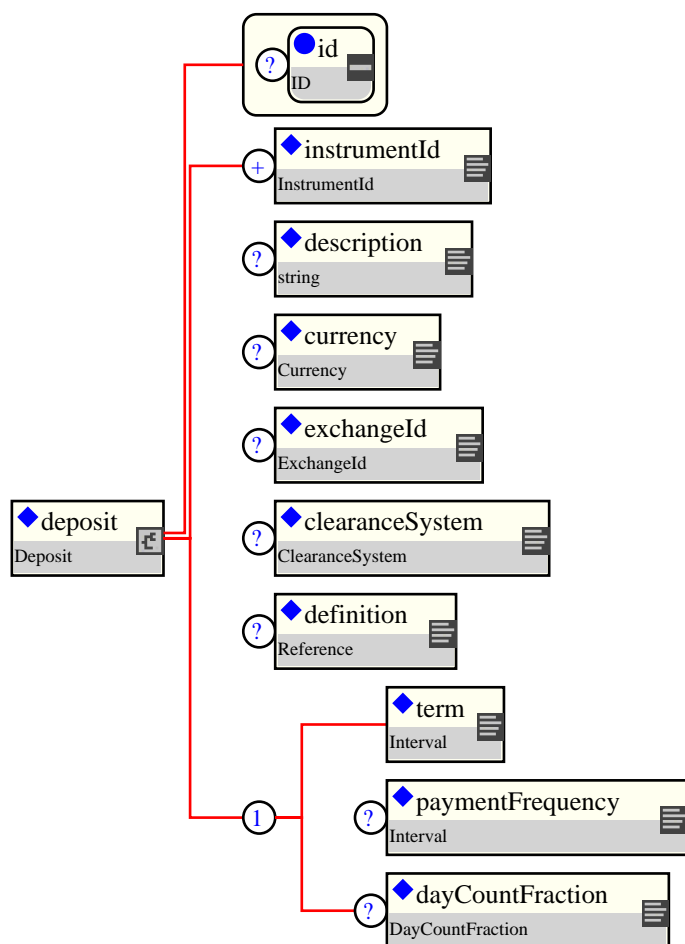 ? id
ID
+ instrumentId
InstrumentId
? description
string
? currency
Currency
? exchangeId
ExchangeId
deposit
Deposit
? clearanceSystem
ClearanceSystem
? definition
Reference
term
Interval
1
? paymentFrequency
Interval
? dayCountFraction
DayCountFraction